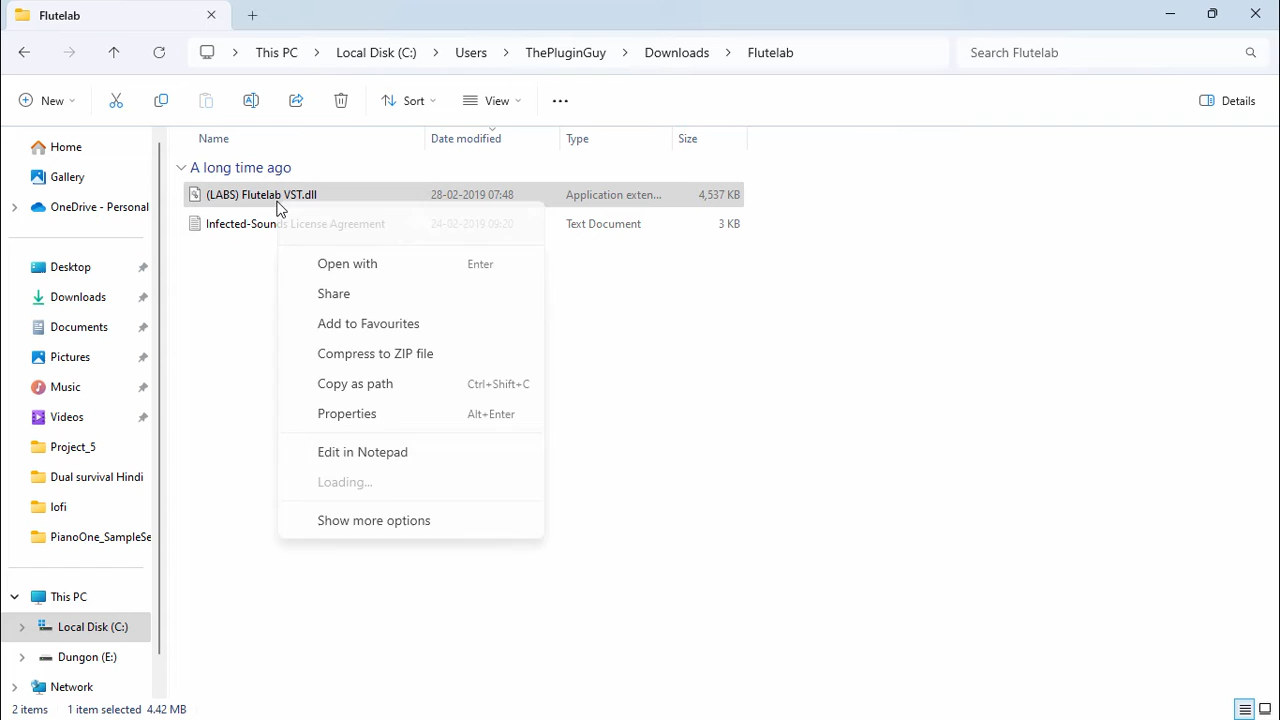 Flutelab
This PC > Local Disk (C:) > Users > ThePluginGuy > Downloads > Flutelab
Search Flutelab
New
Sort
View
Details
Name
Date modified
Type
Size
A long time ago
(LABS) Flutelab VST.dll
28-02-2019 07:48
Application exten...
4,537 KB
Infected-Sounds License Agreement
24-02-2019 09:20
Text Document
3 KB
Open with Enter
Share
Add to Favourites
Compress to ZIP file
Copy as path Ctrl+Shift+C
Properties Alt+Enter
Edit in Notepad
Loading...
Show more options
Home
Gallery
OneDrive - Personal
Desktop
Downloads
Documents
Pictures
Music
Videos
Project_5
Dual survival Hindi
lofi
PianoOne_SampleSe
This PC
Local Disk (C:)
Dungon (E:)
Network
2 items
1 item selected 4.42 MB